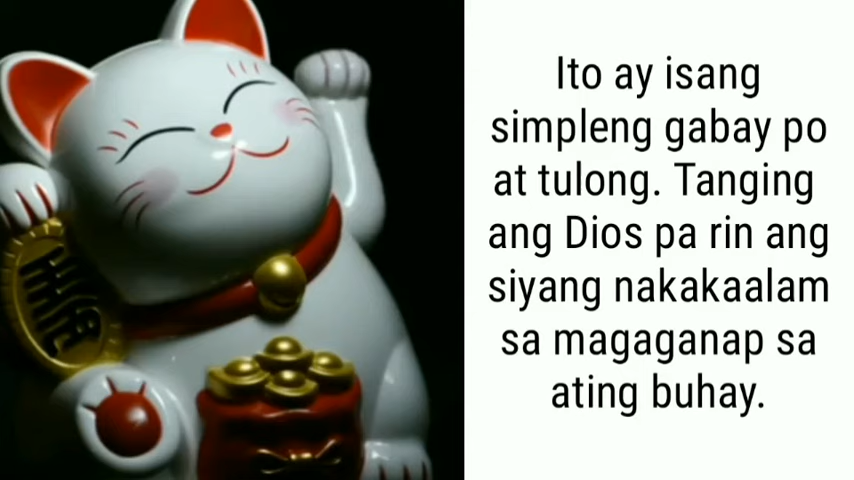 Ito ay isang
simpleng gabay po
at tulong. Tanging
ang Dios pa rin ang
siyang nakakaalam
sa magaganap sa
ating buhay.